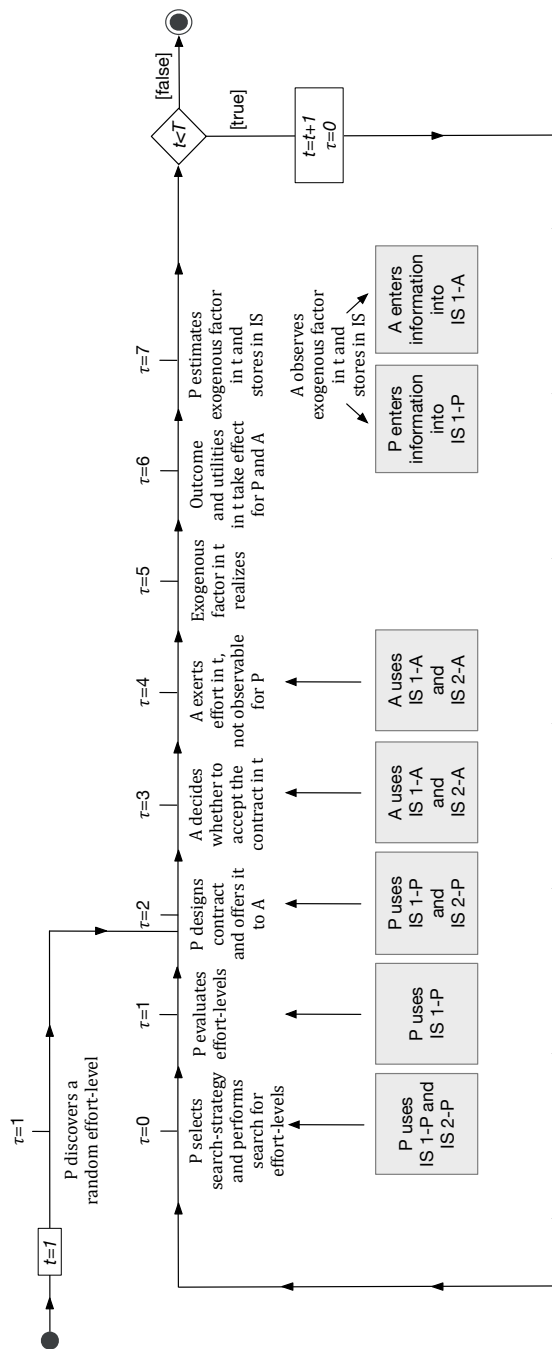 t=1
τ=1
P discovers a
random effort-level
τ=0
P selects
search-strategy
and performs
search for
effort-levels
τ=1
P evaluates
effort-levels
τ=2
P designs
contract
and offers it
to A
τ=3
A decides
whether to
accept the
contract in t
τ=4
A exerts
effort in t,
not observable
for P
τ=5
Exogenous
factor in t
realizes
τ=6
Outcome
and utilities
in t take effect
for P and A
τ=7
P estimates
exogenous factor
in t and
stores in IS
t<T
[false]
[true]
t=t+1
τ=0
A observes
exogenous factor
in t and
stores in IS
P uses
IS 1-P and
IS 2-P
P uses
IS 1-P
P uses
IS 1-P
and
IS 2-P
A uses
IS 1-A
and
IS 2-A
A uses
IS 1-A
and
IS 2-A
P enters
information
into
IS 1-P
A enters
information
into
IS 1-A